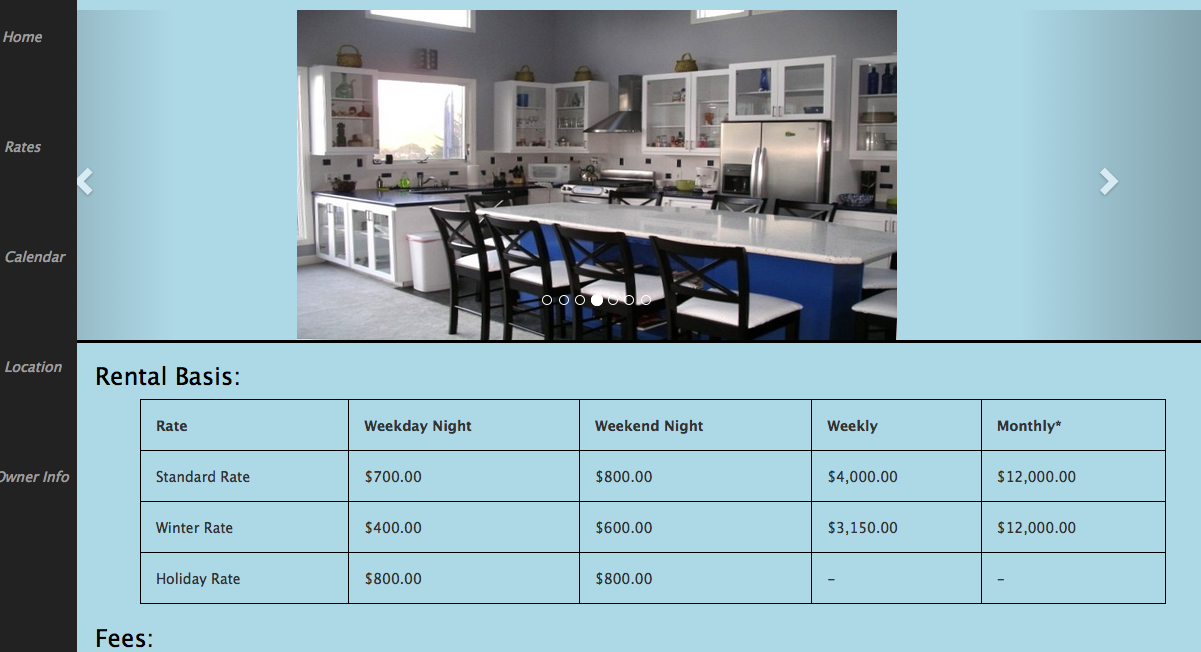 Home
Rates
Calendar
Location
Owner Info
Rental Basis:
Rate Weekday Night Weekend Night Weekly Monthly*
Standard Rate $700.00 $800.00 $4,000.00 $12,000.00
Winter Rate $400.00 $600.00 $3,150.00 $12,000.00
Holiday Rate $800.00 $800.00 – –
Fees: